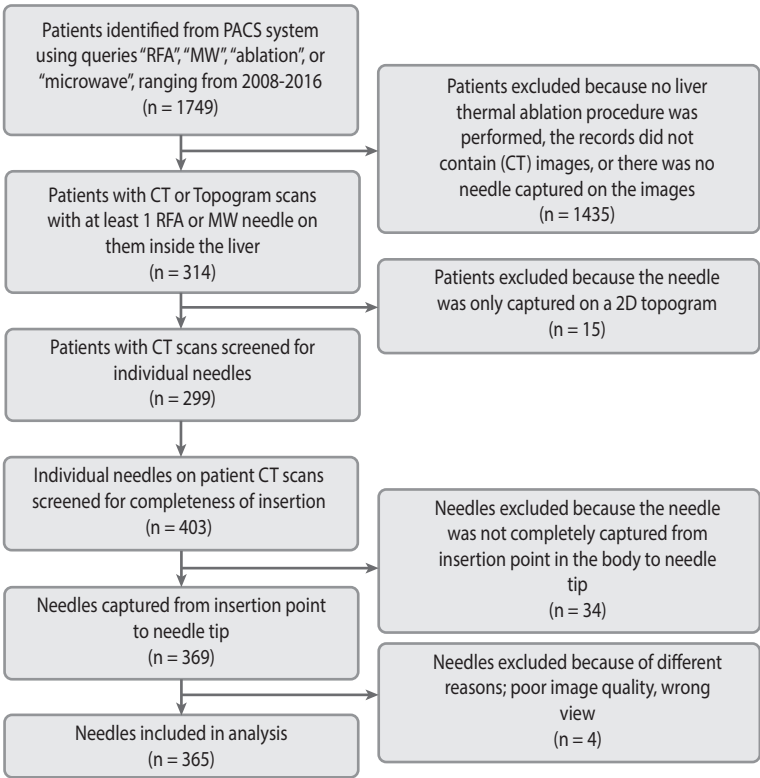 Patients identified from PACS system
using queries “RFA”, “MW”, “ablation”, or
“microwave”, ranging from 2008-2016
(n = 1749)
Patients excluded because no liver
thermal ablation procedure was
performed, the records did not
contain (CT) images, or there was no
needle captured on the images
(n = 1435)
Patients with CT or Topogram scans
with at least 1 RFA or MW needle on
them inside the liver
(n = 314)
Patients excluded because the needle
was only captured on a 2D topogram
(n = 15)
Patients with CT scans screened for
individual needles
(n = 299)
Individual needles on patient CT scans
screened for completeness of insertion
(n = 403)
Needles excluded because the needle
was not completely captured from
insertion point in the body to needle
tip
(n = 34)
Needles captured from insertion point
to needle tip
(n = 369)
Needles excluded because of different
reasons; poor image quality, wrong
view
(n = 4)
Needles included in analysis
(n = 365)